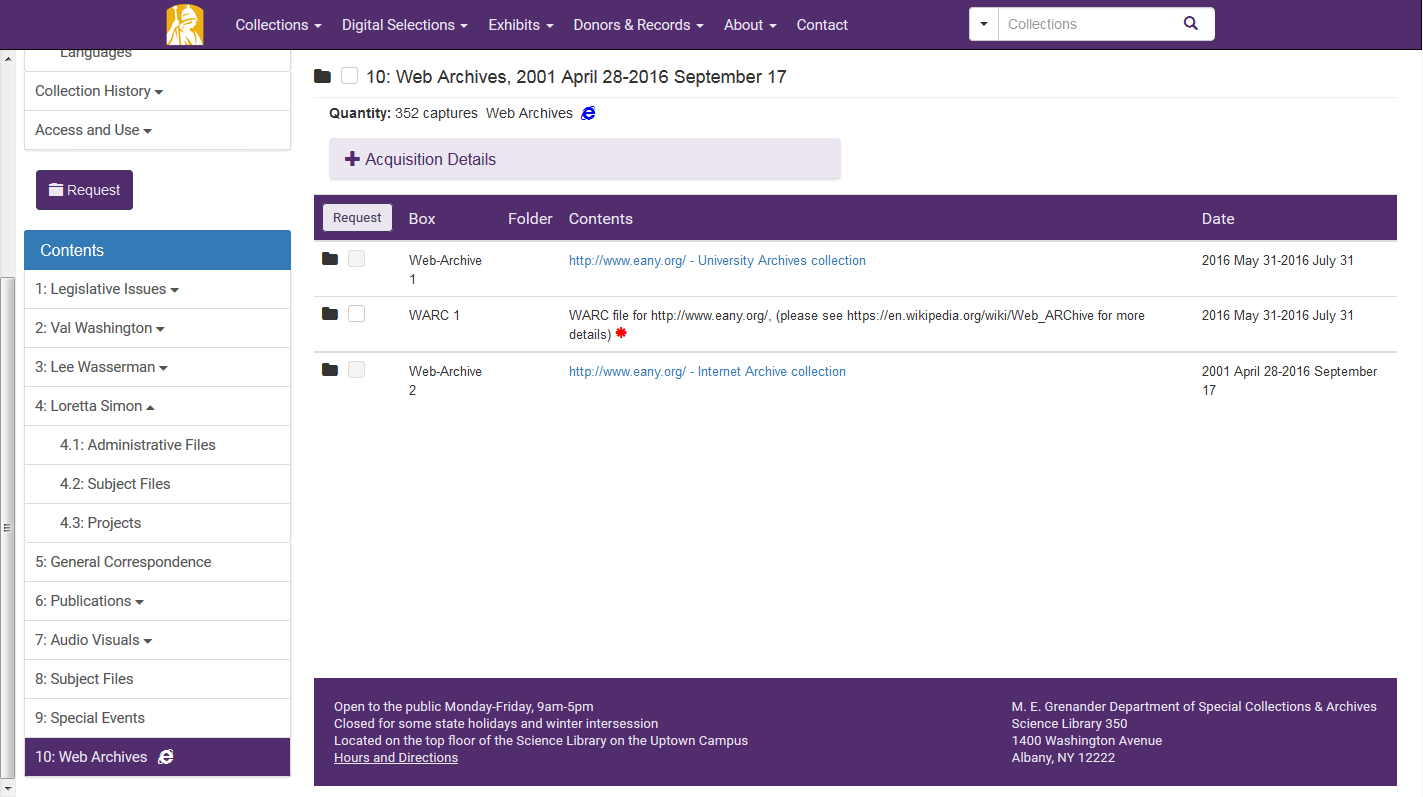 Collections Digital Selections Exhibits Donors & Records About Contact Collections
Languages
Collection History
Access and Use
Request
Contents
1: Legislative Issues
2: Val Washington
3: Lee Wasserman
4: Loretta Simon
4.1: Administrative Files
4.2: Subject Files
4.3: Projects
5: General Correspondence
6: Publications
7: Audio Visuals
8: Subject Files
9: Special Events
10: Web Archives
10: Web Archives, 2001 April 28-2016 September 17
Quantity: 352 captures Web Archives
Acquisition Details
Request Box Folder Contents Date
Web-Archive http://www.eany.org/ - University Archives collection 2016 May 31-2016 July 31
1
WARC 1 WARC file for http://www.eany.org/, (please see https://en.wikipedia.org/wiki/Web_ARChive for more 2016 May 31-2016 July 31
details)
Web-Archive http://www.eany.org/ - Internet Archive collection 2001 April 28-2016 September
2 17
Open to the public Monday-Friday, 9am-5pm
Closed for some state holidays and winter intersession
Located on the top floor of the Science Library on the Uptown Campus
Hours and Directions
M. E. Grenander Department of Special Collections & Archives
Science Library 350
1400 Washington Avenue
Albany, NY 12222